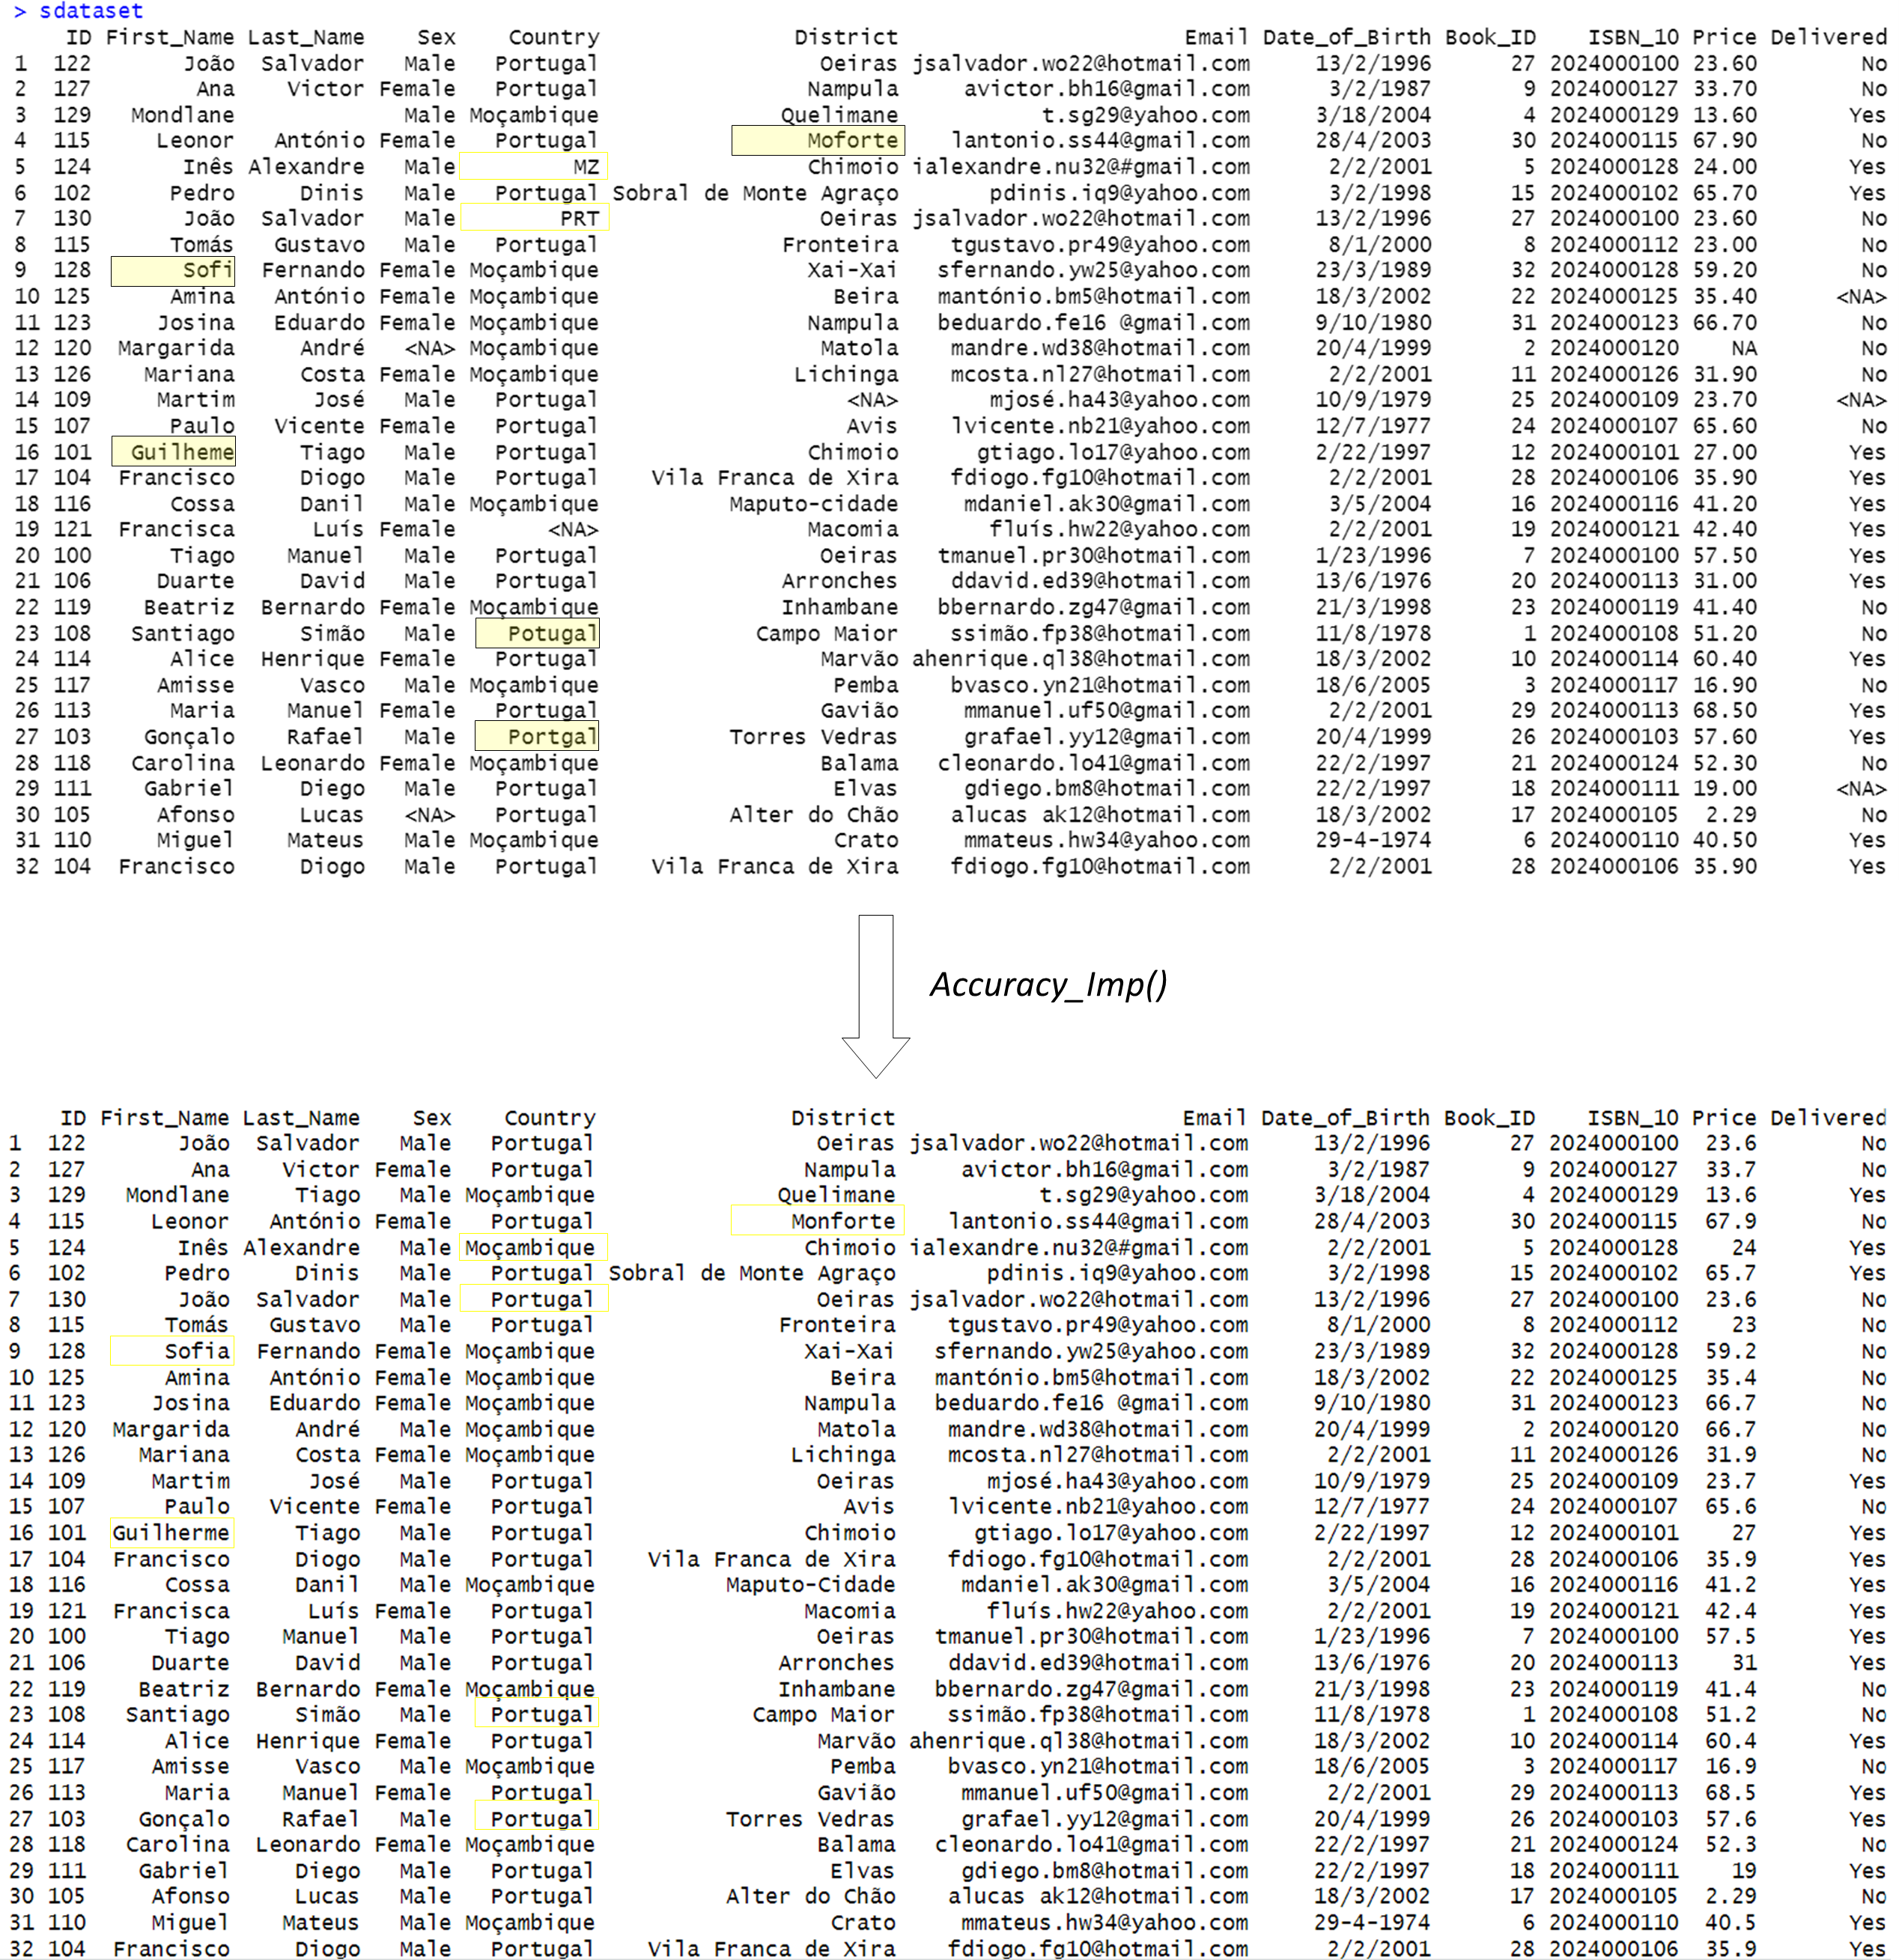 > sdataset
ID First_Name Last_Name Sex Country District Email Date_of_Birth Book_ID ISBN_10 Price Delivered
1 122 João Salvador Male Portugal Oeiras jsalvador.wo22@hotmail.com 13/2/1996 27 2024000100 23.60 No
2 127 Ana Victor Female Portugal Nampula avictor.bh16@gmail.com 3/2/1987 9 2024000127 33.70 No
3 129 Mondlane Male Moçambique Quelimane t.sg29@yahoo.com 3/18/2004 4 2024000129 13.60 Yes
4 115 Leonor António Female Portugal Moforte lantonio.ss44@gmail.com 28/4/2003 30 2024000115 67.90 No
5 124 Inês Alexandre Male MZ Chimoio ialexandre.nu32@#gmail.com 2/2/2001 5 2024000128 24.00 Yes
6 102 Pedro Dinis Male Portugal Sobral de Monte Agraço pdinis.iq9@yahoo.com 3/2/1998 15 2024000102 65.70 Yes
7 130 João Salvador Male PRT Oeiras jsalvador.wo22@hotmail.com 13/2/1996 27 2024000100 23.60 No
8 115 Tomás Gustavo Male Portugal Fronteira tgustavo.pr49@yahoo.com 8/1/2000 8 2024000112 23.00 No
9 128 Sofi Fernando Female Moçambique Xai-Xai sfernando.yw25@yahoo.com 23/3/1989 32 2024000128 59.20 No
10 125 Amina António Female Moçambique Beira mantónio.bm5@hotmail.com 18/3/2002 22 2024000125 35.40 <NA>
11 123 Josina Eduardo Female Moçambique Nampula beduardo.fe16 @gmail.com 9/10/1980 31 2024000123 66.70 No
12 120 Margarida André <NA> Moçambique Matola mandre.wd38@hotmail.com 20/4/1999 2 2024000120 NA No
13 126 Mariana Costa Female Moçambique Lichinga mcosta.nl27@hotmail.com 2/2/2001 11 2024000126 31.90 No
14 109 Martim José Male Portugal <NA> mjosé.ha43@yahoo.com 10/9/1979 25 2024000109 23.70 <NA>
15 107 Paulo Vicente Female Portugal Avis lvicente.nb21@yahoo.com 12/7/1977 24 2024000107 65.60 No
16 101 Guilheme Tiago Male Portugal Chimoio gtiago.lo17@yahoo.com 2/22/1997 12 2024000101 27.00 Yes
17 104 Francisco Diogo Male Portugal Vila Franca de Xira fdiogo.fg10@hotmail.com 2/2/2001 28 2024000106 35.90 Yes
18 116 Cossa Danil Male Moçambique Maputo-cidade mdaniel.ak30@gmail.com 3/5/2004 16 2024000116 41.20 Yes
19 121 Francisca Luís Female <NA> Macomia fluís.hw22@yahoo.com 2/2/2001 19 2024000121 42.40 Yes
20 100 Tiago Manuel Male Portugal Oeiras tmanuel.pr30@hotmail.com 1/23/1996 7 2024000100 57.50 Yes
21 106 Duarte David Male Portugal Arronches ddavid.ed39@hotmail.com 13/6/1976 20 2024000113 31.00 Yes
22 119 Beatriz Bernardo Female Moçambique Inhambane bbernardo.zg47@gmail.com 21/3/1998 23 2024000119 41.40 No
23 108 Santiago Simão Male Potugal Campo Maior ssimão.fp38@hotmail.com 11/8/1978 1 2024000108 51.20 No
24 114 Alice Henrique Female Portugal Marvão ahenrique.ql38@hotmail.com 18/3/2002 10 2024000114 60.40 Yes
25 117 Amisse Vasco Male Moçambique Pemba bvasco.yn21@hotmail.com 18/6/2005 3 2024000117 16.90 No
26 113 Maria Manuel Female Portugal Gavião mmanuel.uf50@gmail.com 2/2/2001 29 2024000113 68.50 Yes
27 103 Gonçalo Rafael Male Portgal Torres Vedras grafael.yy12@gmail.com 20/4/1999 26 2024000103 57.60 Yes
28 118 Carolina Leonardo Female Moçambique Balama cleonardo.lo41@gmail.com 22/2/1997 21 2024000124 52.30 No
29 111 Gabriel Diego Male Portugal Elvas gdiego.bm8@hotmail.com 22/2/1997 18 2024000111 19.00 <NA>
30 105 Afonso Lucas <NA> Portugal Alter do Chão alucas ak12@hotmail.com 18/3/2002 17 2024000105 2.29 No
31 110 Miguel Mateus Male Moçambique Crato mmateus.hw34@yahoo.com 29-4-1974 6 2024000110 40.50 Yes
32 104 Francisco Diogo Male Portugal Vila Franca de Xira fdiogo.fg10@hotmail.com 2/2/2001 28 2024000106 35.90 Yes
Accuracy_Imp()
ID First_Name Last_Name Sex Country District Email Date_of_Birth Book_ID ISBN_10 Price Delivered
1 122 João Salvador Male Portugal Oeiras jsalvador.wo22@hotmail.com 13/2/1996 27 2024000100 23.6 No
2 127 Ana Victor Female Portugal Nampula avictor.bh16@gmail.com 3/2/1987 9 2024000127 33.7 No
3 129 Mondlane Tiago Male Moçambique Quelimane t.sg29@yahoo.com 3/18/2004 4 2024000129 13.6 Yes
4 115 Leonor António Female Portugal Monforte lantonio.ss44@gmail.com 28/4/2003 30 2024000115 67.9 No
5 124 Inês Alexandre Male Moçambique Chimoio ialexandre.nu32@#gmail.com 2/2/2001 5 2024000128 24 Yes
6 102 Pedro Dinis Male Portugal Sobral de Monte Agraço pdinis.iq9@yahoo.com 3/2/1998 15 2024000102 65.7 Yes
7 130 João Salvador Male Portugal Oeiras jsalvador.wo22@hotmail.com 13/2/1996 27 2024000100 23.6 No
8 115 Tomás Gustavo Male Portugal Fronteira tgustavo.pr49@yahoo.com 8/1/2000 8 2024000112 23 No
9 128 Sofia Fernando Female Moçambique Xai-Xai sfernando.yw25@yahoo.com 23/3/1989 32 2024000128 59.2 No
10 125 Amina António Female Moçambique Beira mantónio.bm5@hotmail.com 18/3/2002 22 2024000125 35.4 No
11 123 Josina Eduardo Female Moçambique Nampula beduardo.fe16 @gmail.com 9/10/1980 31 2024000123 66.7 No
12 120 Margarida André Male Moçambique Matola mandre.wd38@hotmail.com 20/4/1999 2 2024000120 66.7 No
13 126 Mariana Costa Female Moçambique Lichinga mcosta.nl27@hotmail.com 2/2/2001 11 2024000126 31.9 No
14 109 Martim José Male Portugal Oeiras mjosé.ha43@yahoo.com 10/9/1979 25 2024000109 23.7 Yes
15 107 Paulo Vicente Female Portugal Avis lvicente.nb21@yahoo.com 12/7/1977 24 2024000107 65.6 No
16 101 Guilherme Tiago Male Portugal Chimoio gtiago.lo17@yahoo.com 2/22/1997 12 2024000101 27 Yes
17 104 Francisco Diogo Male Portugal Vila Franca de Xira fdiogo.fg10@hotmail.com 2/2/2001 28 2024000106 35.9 Yes
18 116 Cossa Danil Male Moçambique Maputo-Cidade mdaniel.ak30@gmail.com 3/5/2004 16 2024000116 41.2 Yes
19 121 Francisca Luís Female Portugal Macomia fluís.hw22@yahoo.com 2/2/2001 19 2024000121 42.4 Yes
20 100 Tiago Manuel Male Portugal Oeiras tmanuel.pr30@hotmail.com 1/23/1996 7 2024000100 57.5 Yes
21 106 Duarte David Male Portugal Arronches ddavid.ed39@hotmail.com 13/6/1976 20 2024000113 31 Yes
22 119 Beatriz Bernardo Female Moçambique Inhambane bbernardo.zg47@gmail.com 21/3/1998 23 2024000119 41.4 No
23 108 Santiago Simão Male Portugal Campo Maior ssimão.fp38@hotmail.com 11/8/1978 1 2024000108 51.2 No
24 114 Alice Henrique Female Portugal Marvão ahenrique.ql38@hotmail.com 18/3/2002 10 2024000114 60.4 Yes
25 117 Amisse Vasco Male Moçambique Pemba bvasco.yn21@hotmail.com 18/6/2005 3 2024000117 16.9 No
26 113 Maria Manuel Female Portugal Gavião mmanuel.uf50@gmail.com 2/2/2001 29 2024000113 68.5 Yes
27 103 Gonçalo Rafael Male Portugal Torres Vedras grafael.yy12@gmail.com 20/4/1999 26 2024000103 57.6 Yes
28 118 Carolina Leonardo Female Moçambique Balama cleonardo.lo41@gmail.com 22/2/1997 21 2024000124 52.3 No
29 111 Gabriel Diego Male Portugal Elvas gdiego.bm8@hotmail.com 22/2/1997 18 2024000111 19 Yes
30 105 Afonso Lucas Male Portugal Alter do Chão alucas ak12@hotmail.com 18/3/2002 17 2024000105 2.29 No
31 110 Miguel Mateus Male Moçambique Crato mmateus.hw34@yahoo.com 29-4-1974 6 2024000110 40.5 Yes
32 104 Francisco Diogo Male Portugal Vila Franca de Xira fdiogo.fg10@hotmail.com 2/2/2001 28 2024000106 35.9 Yes